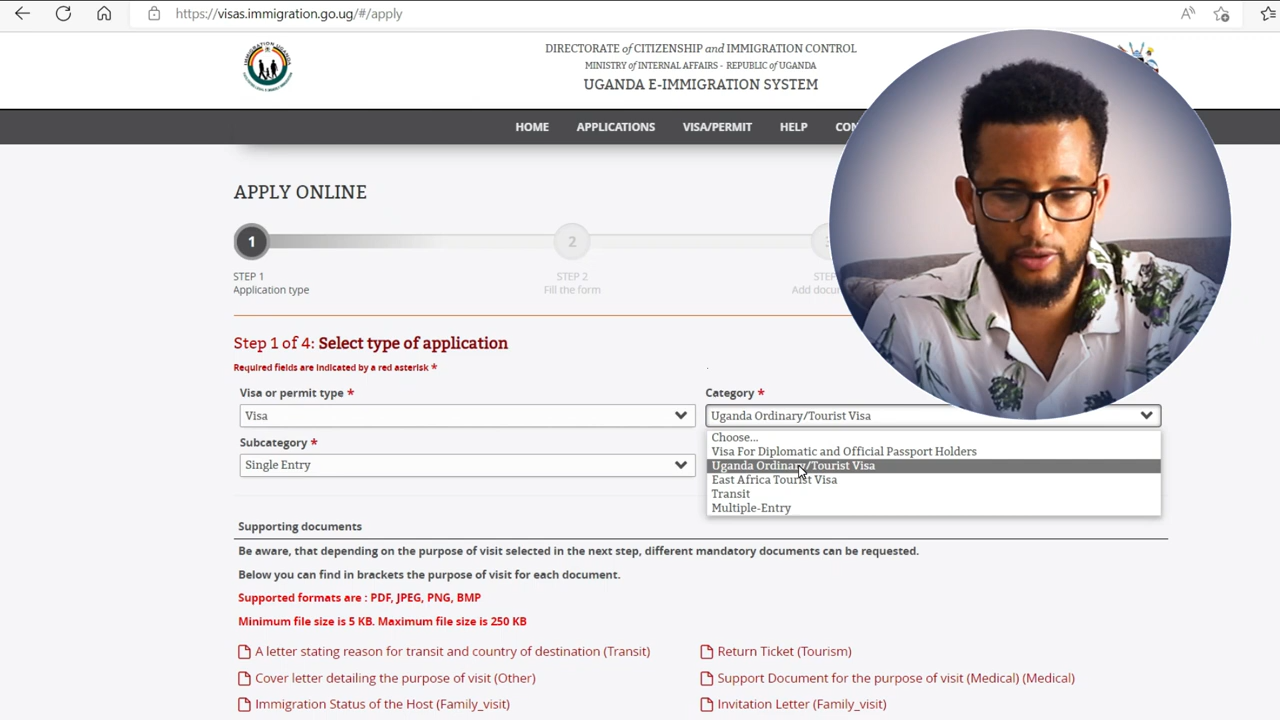 https://visas.immigration.go.ug/#/apply
DIRECTORATE of CITIZENSHIP and IMMIGRATION CONTROL
MINISTRY of INTERNAL AFFAIRS - REPUBLIC of UGANDA
UGANDA E-IMMIGRATION SYSTEM
HOME APPLICATIONS VISA/PERMIT HELP
APPLY ONLINE
1 2
STEP 1 STEP 2
Application type Fill the form Add
Step 1 of 4: Select type of application
Required fields are indicated by a red asterisk *
Visa or permit type * Category *
Visa Uganda Ordinary/Tourist Visa
Subcategory * Choose...
Visa For Diplomatic and Official Passport Holders
Single Entry Uganda Ordinary/Tourist Visa
East Africa Tourist Visa
Transit
Multiple-Entry
Supporting documents
Be aware, that depending on the purpose of visit selected in the next step, different mandatory documents can be requested.
Below you can find in brackets the purpose of visit for each document.
Supported formats are : PDF, JPEG, PNG, BMP
Minimum file size is 5 KB. Maximum file size is 250 KB
A letter stating reason for transit and country of destination (Transit) Return Ticket (Tourism)
Cover letter detailing the purpose of visit (Other) Support Document for the purpose of visit (Medical) (Medical)
Immigration Status of the Host (Family_visit) Invitation Letter (Family_visit)